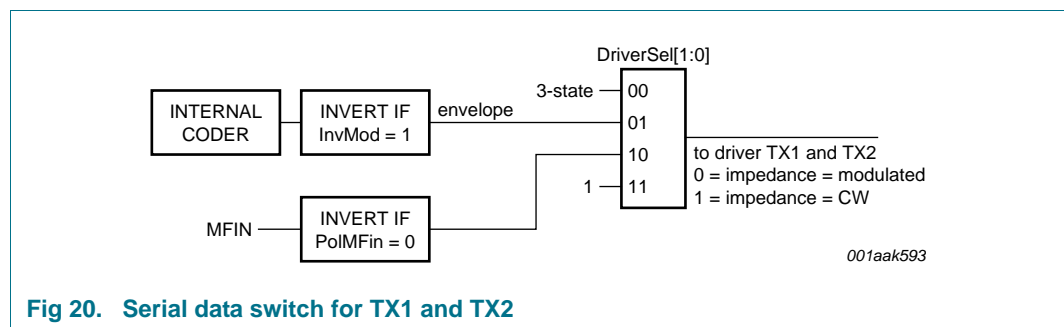 DriverSel[1:0]
3-state
00
INTERNAL
CODER
INVERT IF
InvMod = 1
envelope
01
10
to driver TX1 and TX2
0 = impedance = modulated
1 = impedance = CW
1
11
MFIN
INVERT IF
PolMFin = 0
001aak593
Fig 20. Serial data switch for TX1 and TX2